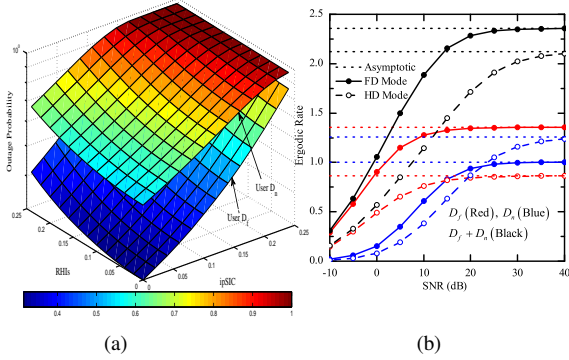 10⁰
Outage Probability
User D_n
User D_f
0.25
0.2
0.15
0.1
0.05
0
RHIs
0
0.05
0.1
0.15
0.2
0.25
ipSIC
0.4 0.5 0.6 0.7 0.8 0.9 1
(a)
2.5
2.0
1.5
1.0
0.5
0.0
Ergodic Rate
Asymptotic
FD Mode
HD Mode
D_f (Red), D_n (Blue)
D_f + D_n (Black)
-10 0 10 20 30 40
SNR (dB)
(b)